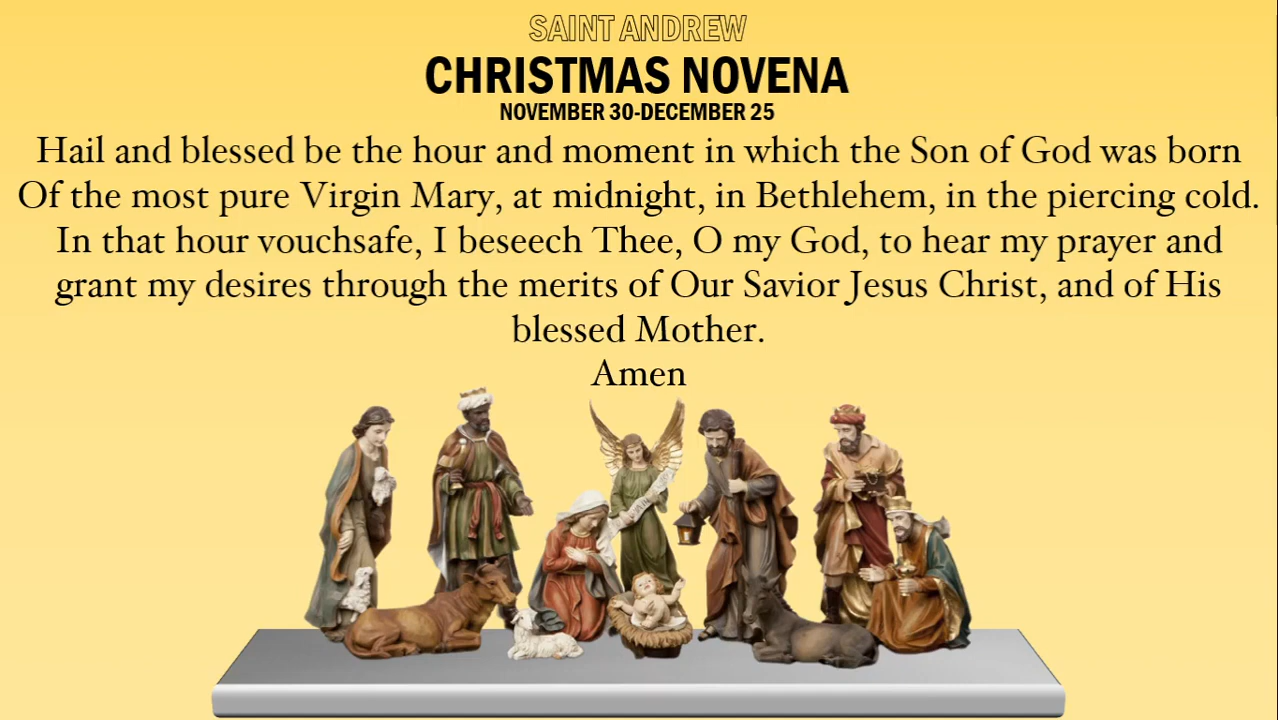 SAINT ANDREW
CHRISTMAS NOVENA
NOVEMBER 30-DECEMBER 25
Hail and blessed be the hour and moment in which the Son of God was born
Of the most pure Virgin Mary, at midnight, in Bethlehem, in the piercing cold.
In that hour vouchsafe, I beseech Thee, O my God, to hear my prayer and
grant my desires through the merits of Our Savior Jesus Christ, and of His
blessed Mother.
Amen